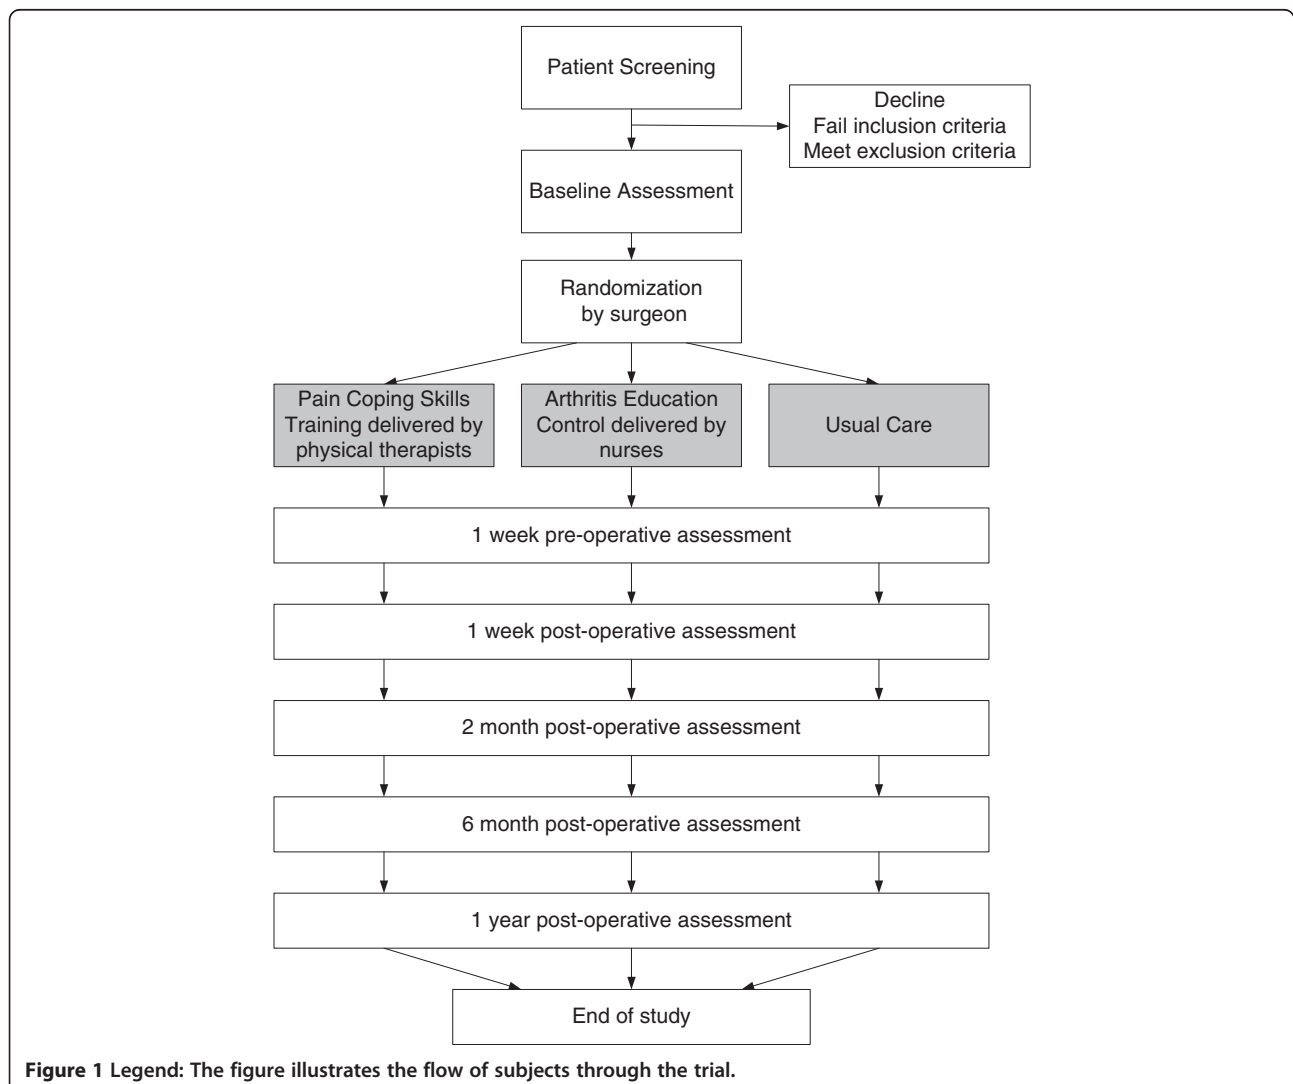 Patient Screening
Decline
Fail inclusion criteria
Meet exclusion criteria
Baseline Assessment
Randomization
by surgeon
Pain Coping Skills
Training delivered by
physical therapists
Arthritis Education
Control delivered by
nurses
Usual Care
1 week pre-operative assessment
1 week post-operative assessment
2 month post-operative assessment
6 month post-operative assessment
1 year post-operative assessment
End of study
Figure 1 Legend: The figure illustrates the flow of subjects through the trial.